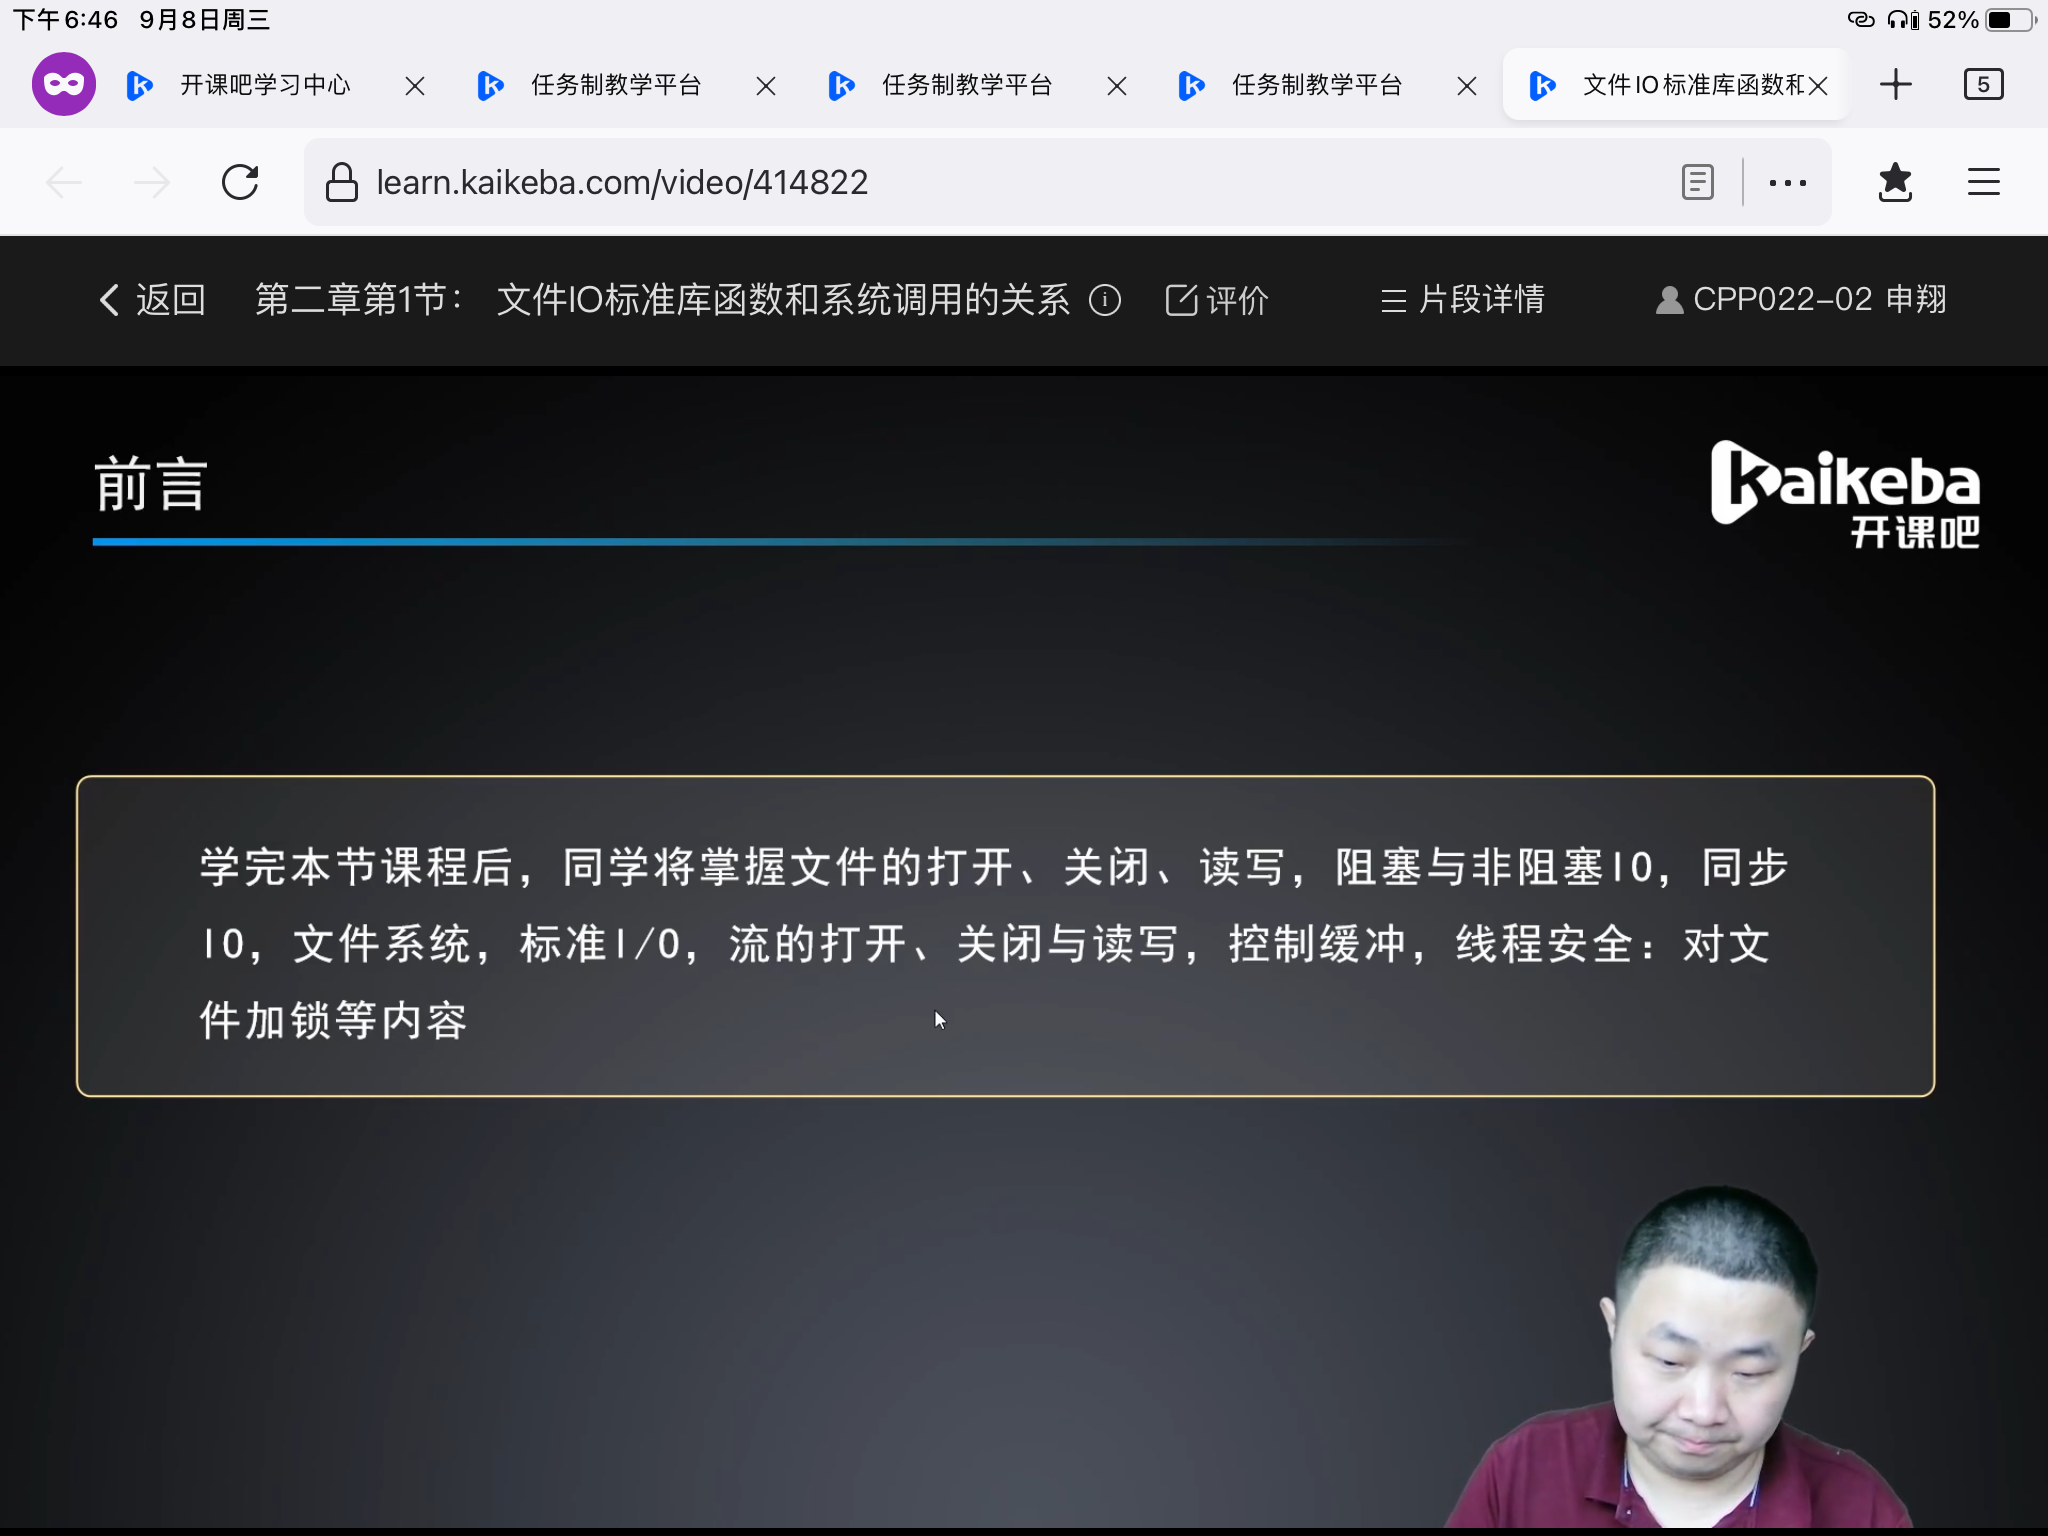 下午6:46 9月8日周三
52%
开课吧学习中心
任务制教学平台
任务制教学平台
任务制教学平台
文件IO标准库函数和
5
learn.kaikeba.com/video/414822
返回 第二章第1节： 文件IO标准库函数和系统调用的关系 评价 片段详情 CPP022-02 申翔
前言
kaikeba
开课吧
学完本节课程后，同学将掌握文件的打开、关闭、读写，阻塞与非阻塞IO，同步
IO，文件系统，标准I/O，流的打开、关闭与读写，控制缓冲，线程安全：对文
件加锁等内容